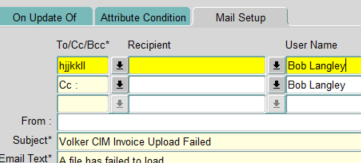 On Update Of Attribute Condition Mail Setup
To/Cc/Bcc* Recipient User Name
hjjkkll Bob Langley
Cc : Bob Langley
From :
Subject* Volker CIM Invoice Upload Failed
Email Text* A file has failed to load